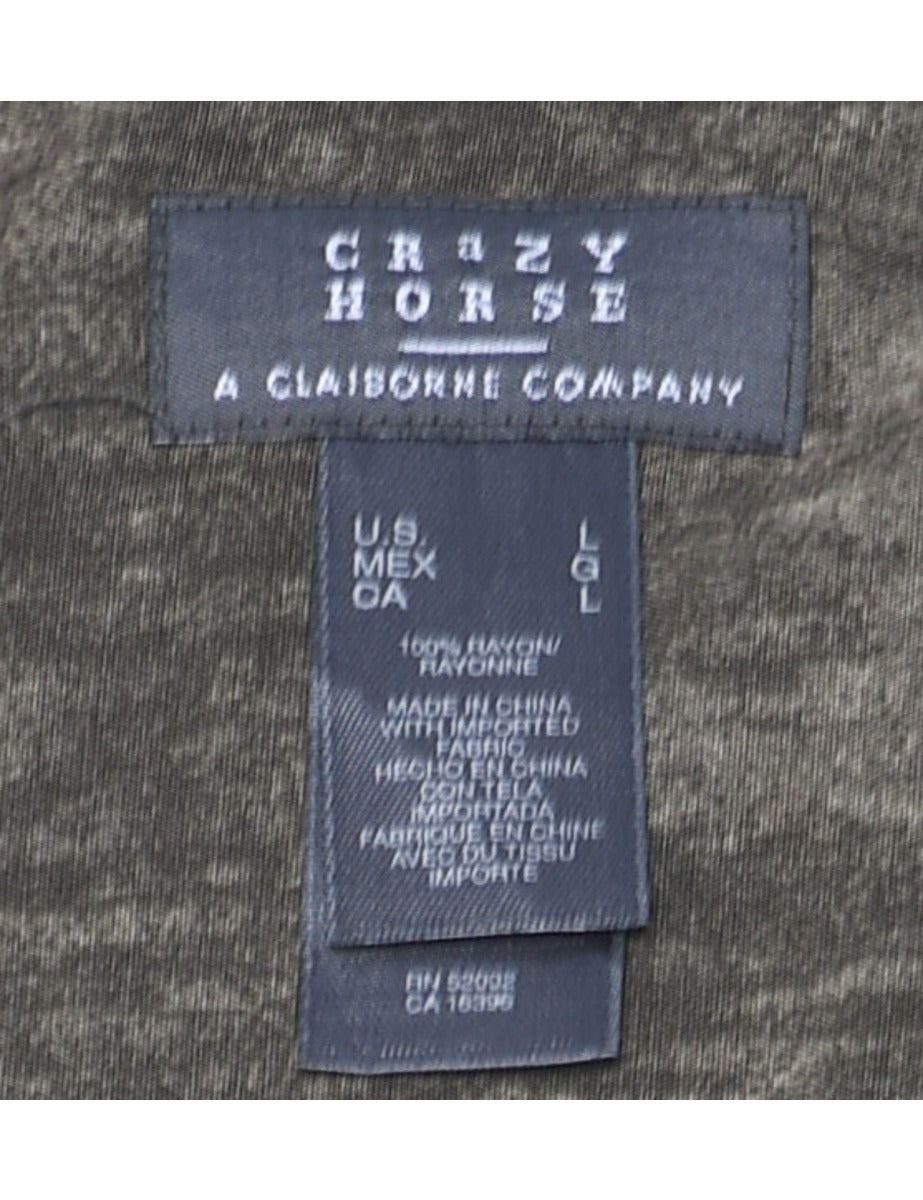 CRaZY
HORSE
A CLAIBORNE COMPANY
U.S. L
MEX G
CA L
100% RAYON/
RAYONNE
MADE IN CHINA
WITH IMPORTED
FABRIC
HECHO EN CHINA
CON TELA
IMPORTADA
FABRIQUE EN CHINE
AVEC DU TISSU
IMPORTE
RN 52002
CA 16396